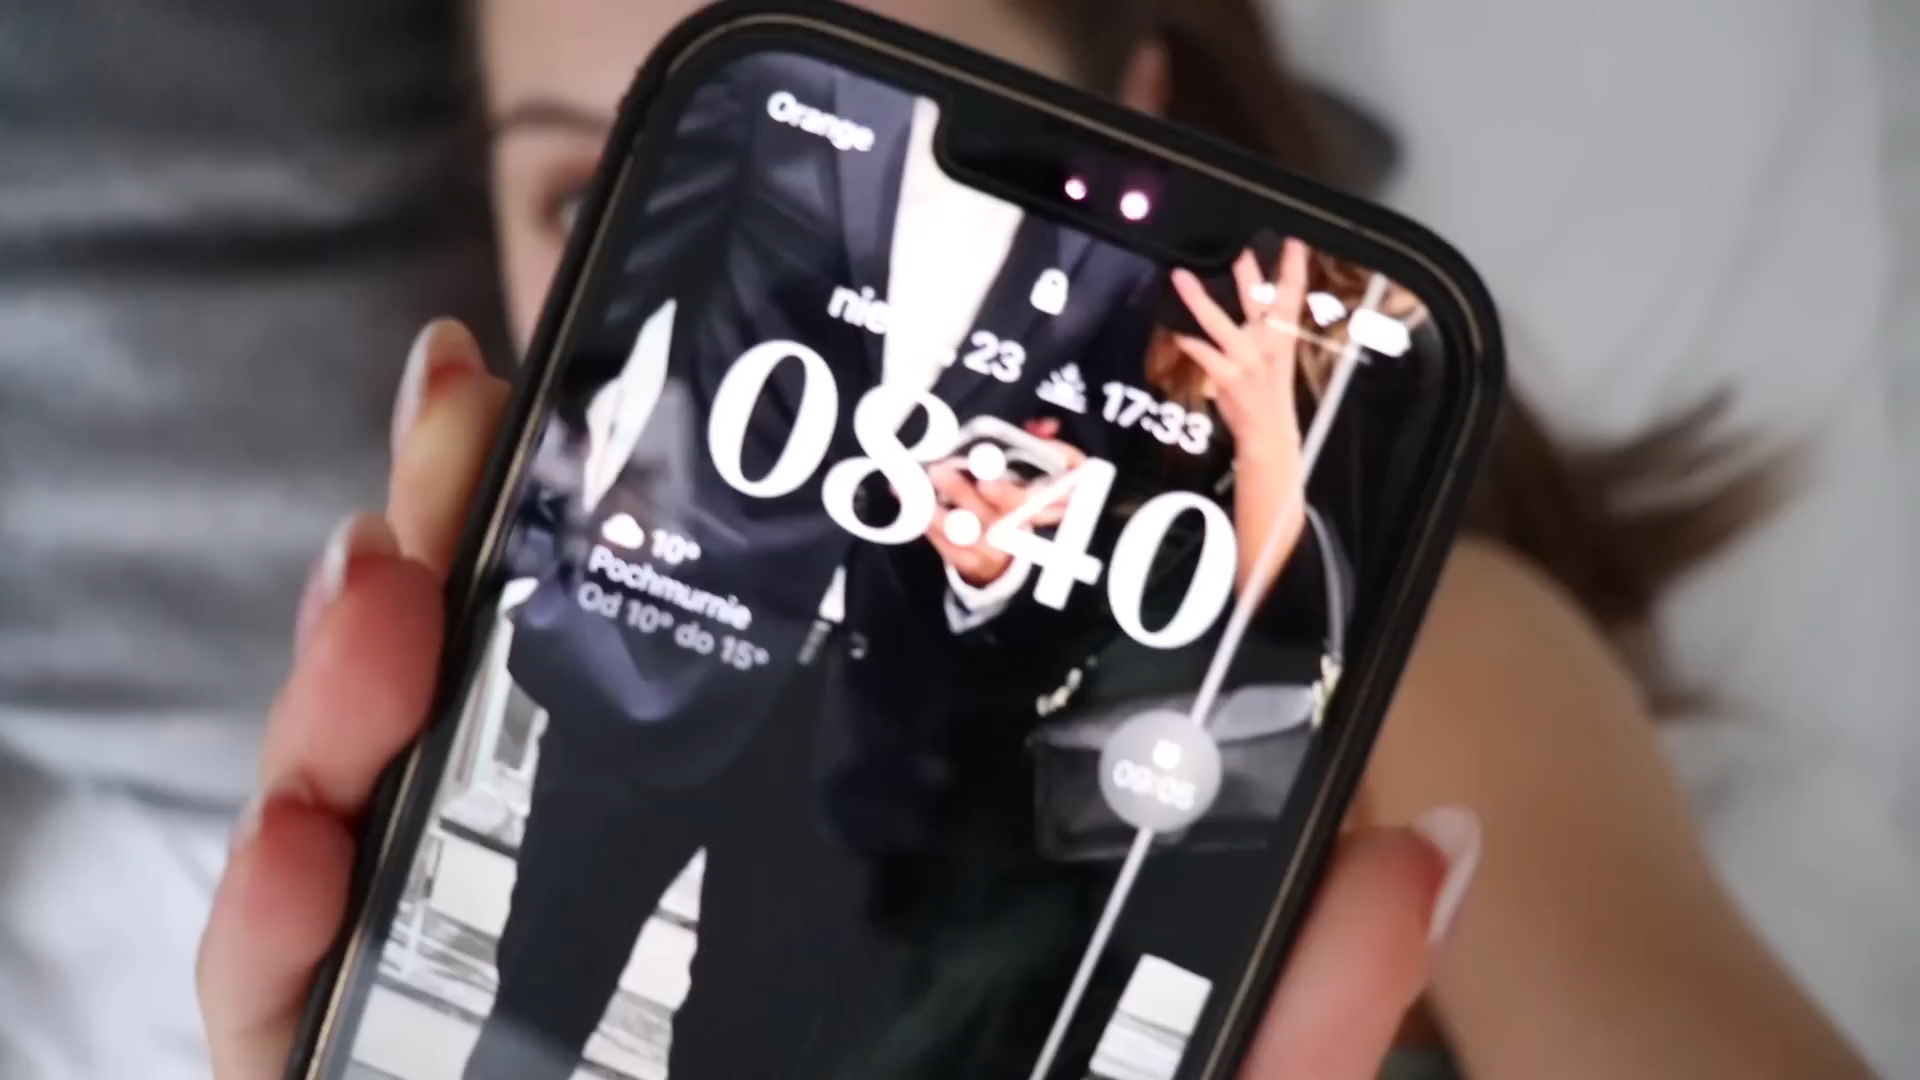 Orange
23 17:33
08:40
10°
Pochmurnie
Od 10° do 15°
09:05